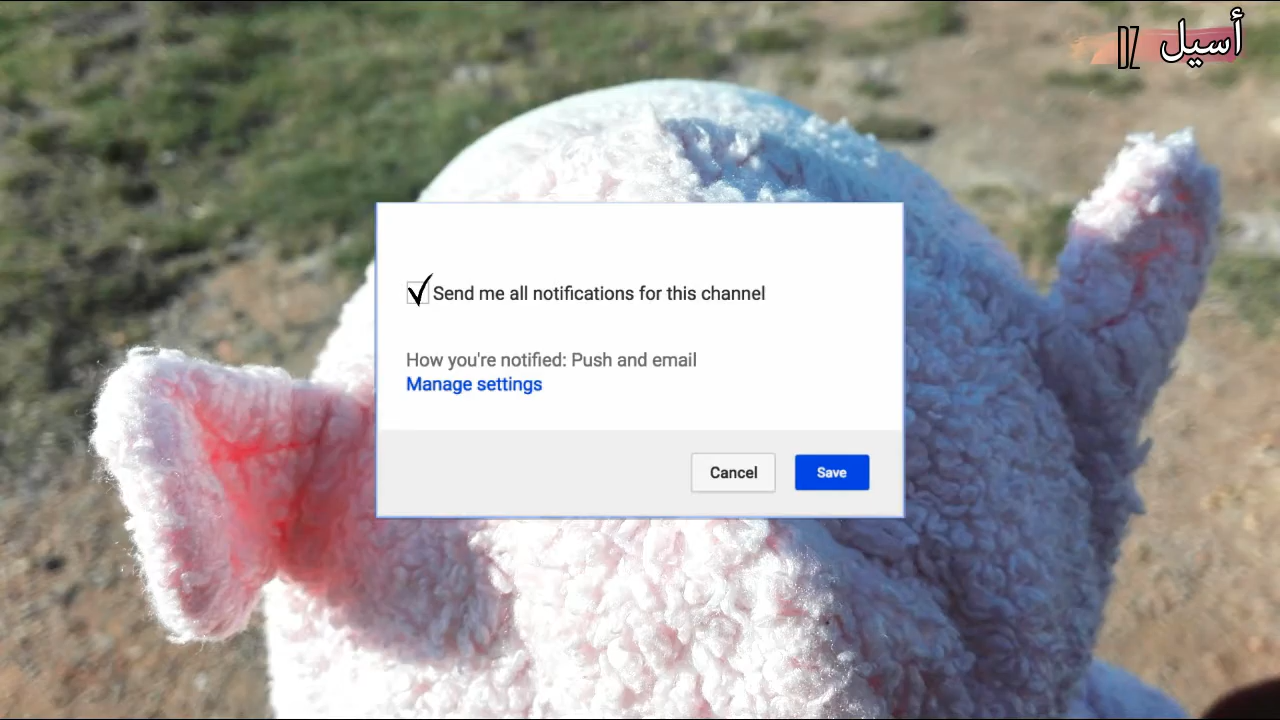 DZ أسيل
Send me all notifications for this channel
How you're notified: Push and email
Manage settings
Cancel Save